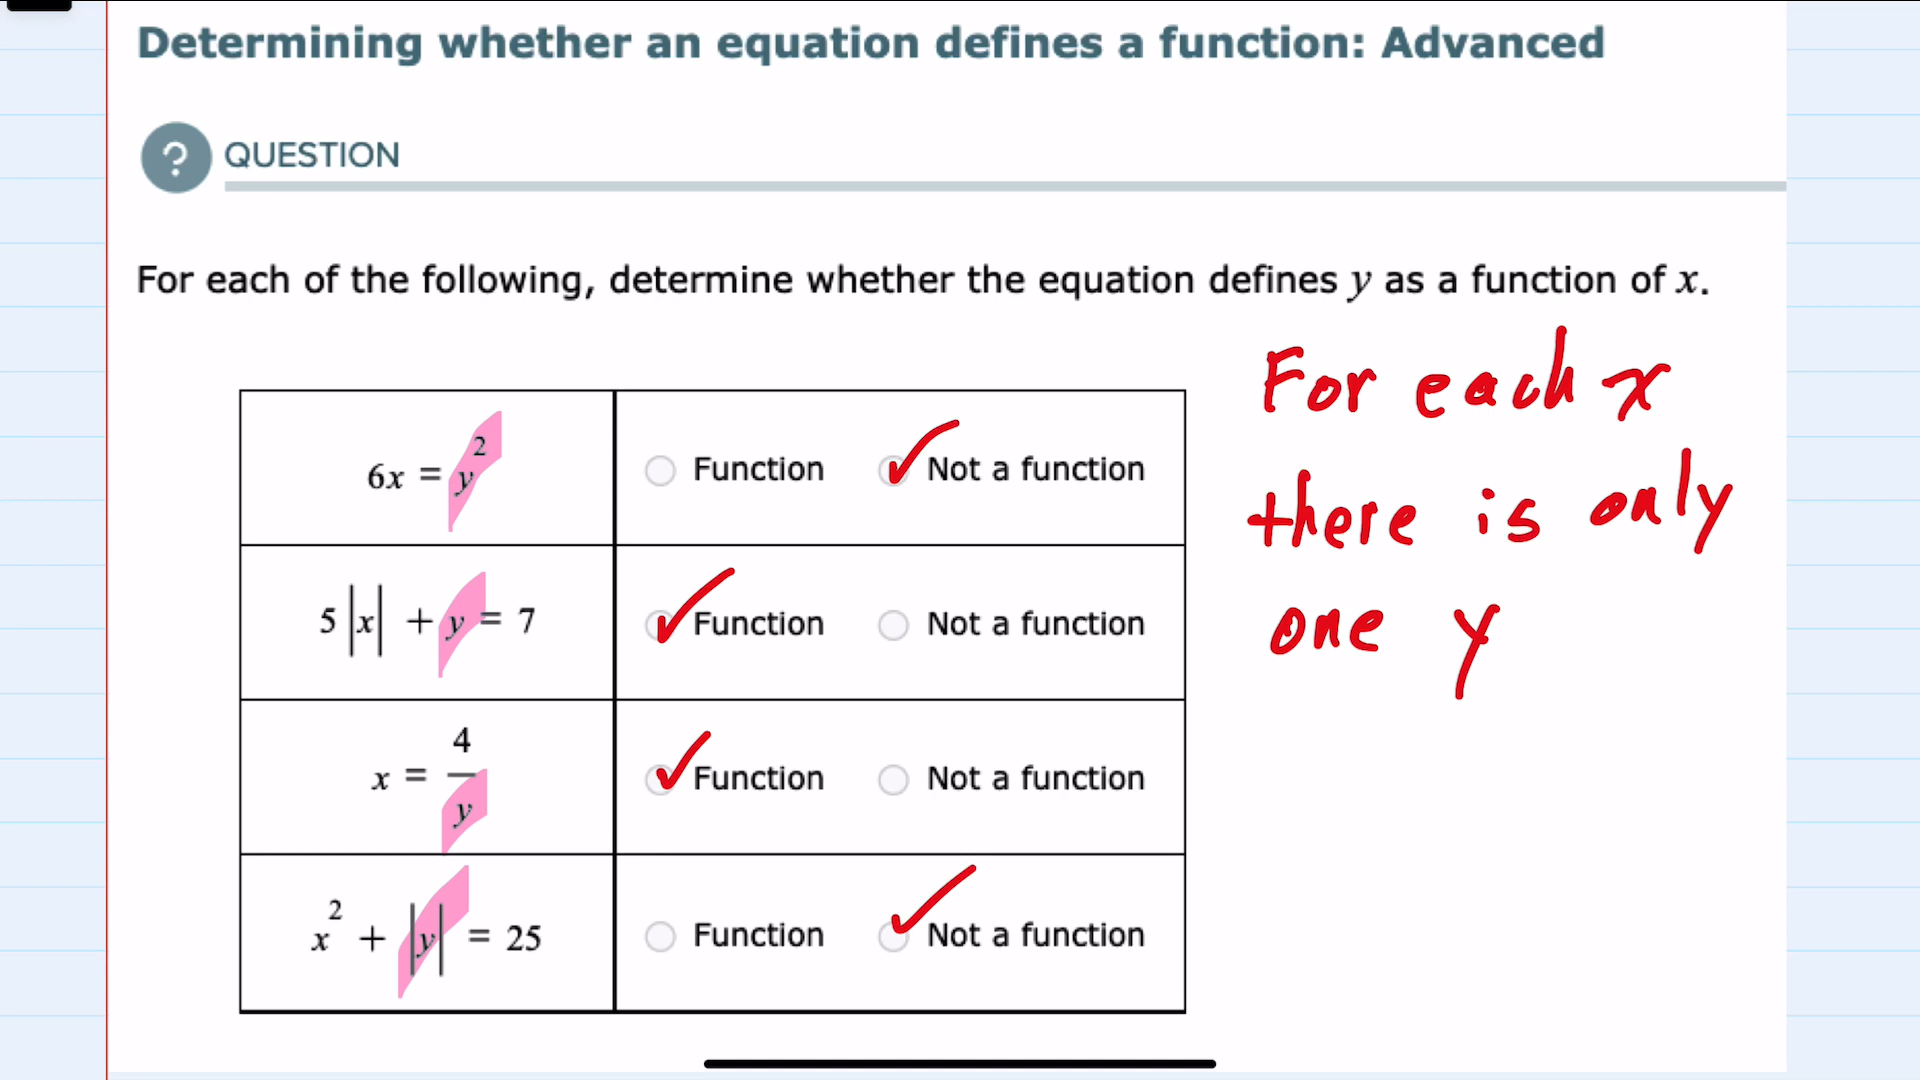 Determining whether an equation defines a function: Advanced
? QUESTION
For each of the following, determine whether the equation defines y as a function of x.
For each x
there is only
one y
6x = y² Function Not a function
5|x| + y = 7 Function Not a function
x = 4/y Function Not a function
x² + |y| = 25 Function Not a function